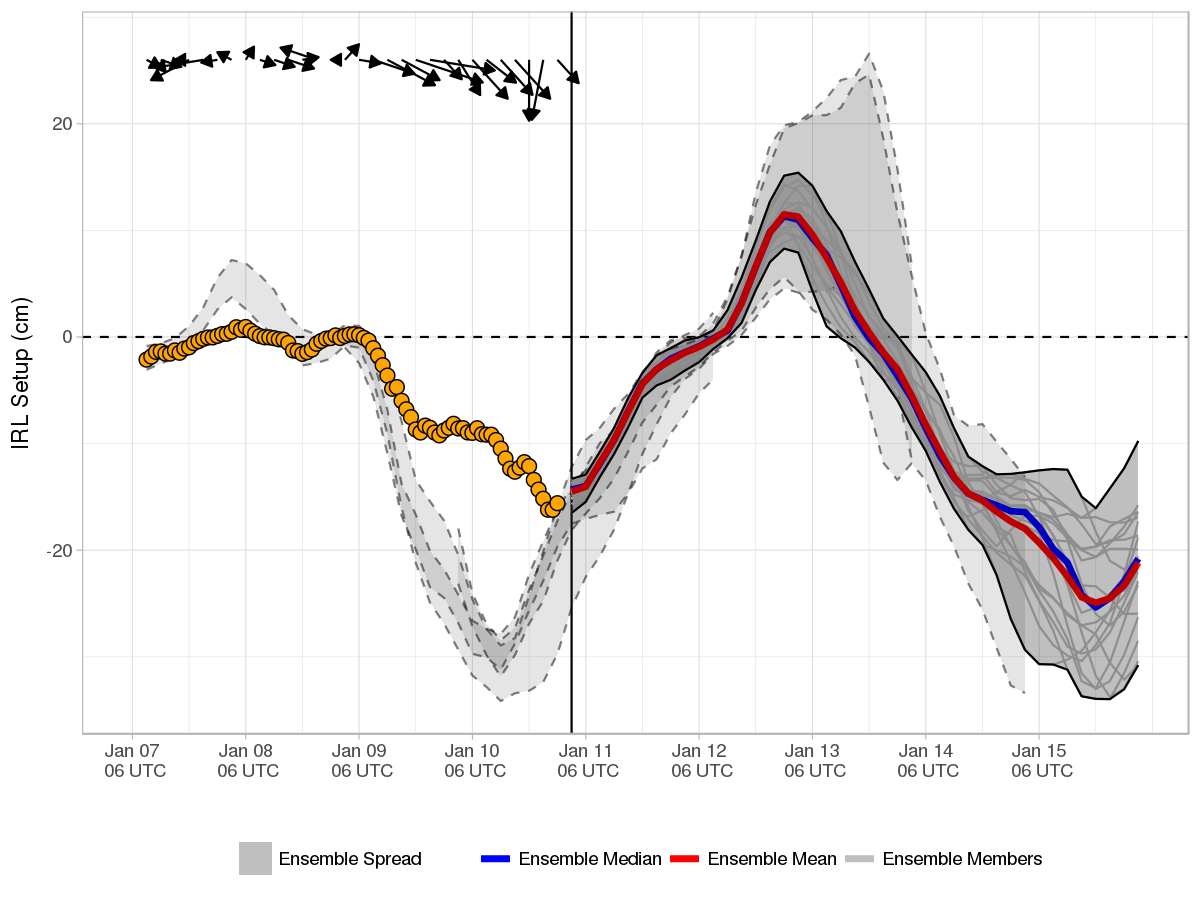 IRL Setup (cm)
20
0
-20
Jan 07 Jan 08 Jan 09 Jan 10 Jan 11 Jan 12 Jan 13 Jan 14 Jan 15
06 UTC 06 UTC 06 UTC 06 UTC 06 UTC 06 UTC 06 UTC 06 UTC 06 UTC
Ensemble Spread Ensemble Median Ensemble Mean Ensemble Members